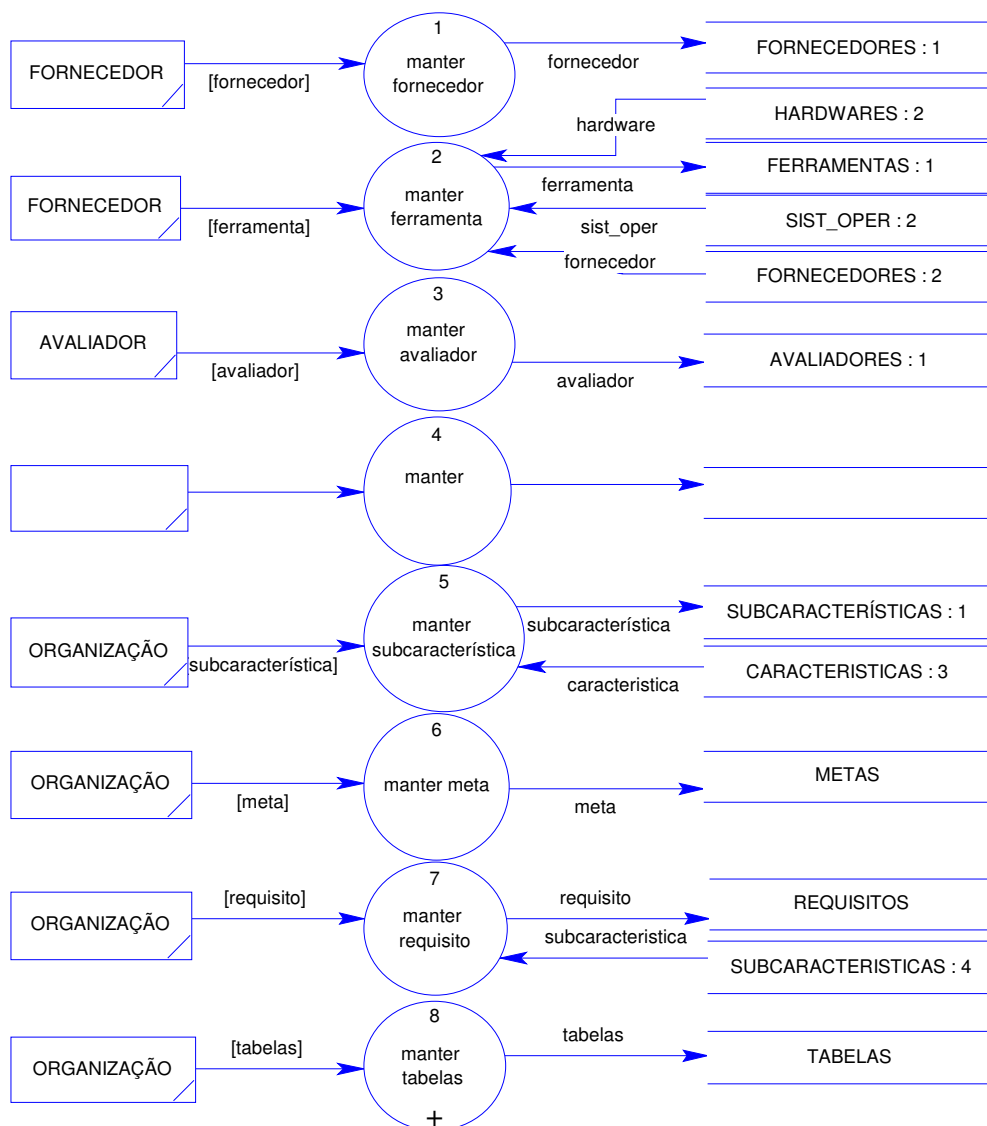 1
FORNECEDOR
[fornecedor]
manter
fornecedor
fornecedor
FORNECEDORES : 1
hardware
HARDWARES : 2
2
FORNECEDOR
[ferramenta]
manter
ferramenta
ferramenta
FERRAMENTAS : 1
sist_oper
SIST_OPER : 2
fornecedor
FORNECEDORES : 2
3
AVALIADOR
[avaliador]
manter
avaliador
avaliador
AVALIADORES : 1
4
manter
5
ORGANIZAÇÃO
[subcaracterística]
manter
subcaracterística
subcaracterística
SUBCARACTERÍSTICAS : 1
caracteristica
CARACTERISTICAS : 3
6
ORGANIZAÇÃO
[meta]
manter meta
meta
METAS
7
ORGANIZAÇÃO
[requisito]
manter
requisito
requisito
REQUISITOS
subcaracteristica
SUBCARACTERISTICAS : 4
8
ORGANIZAÇÃO
[tabelas]
manter
tabelas
+
tabelas
TABELAS